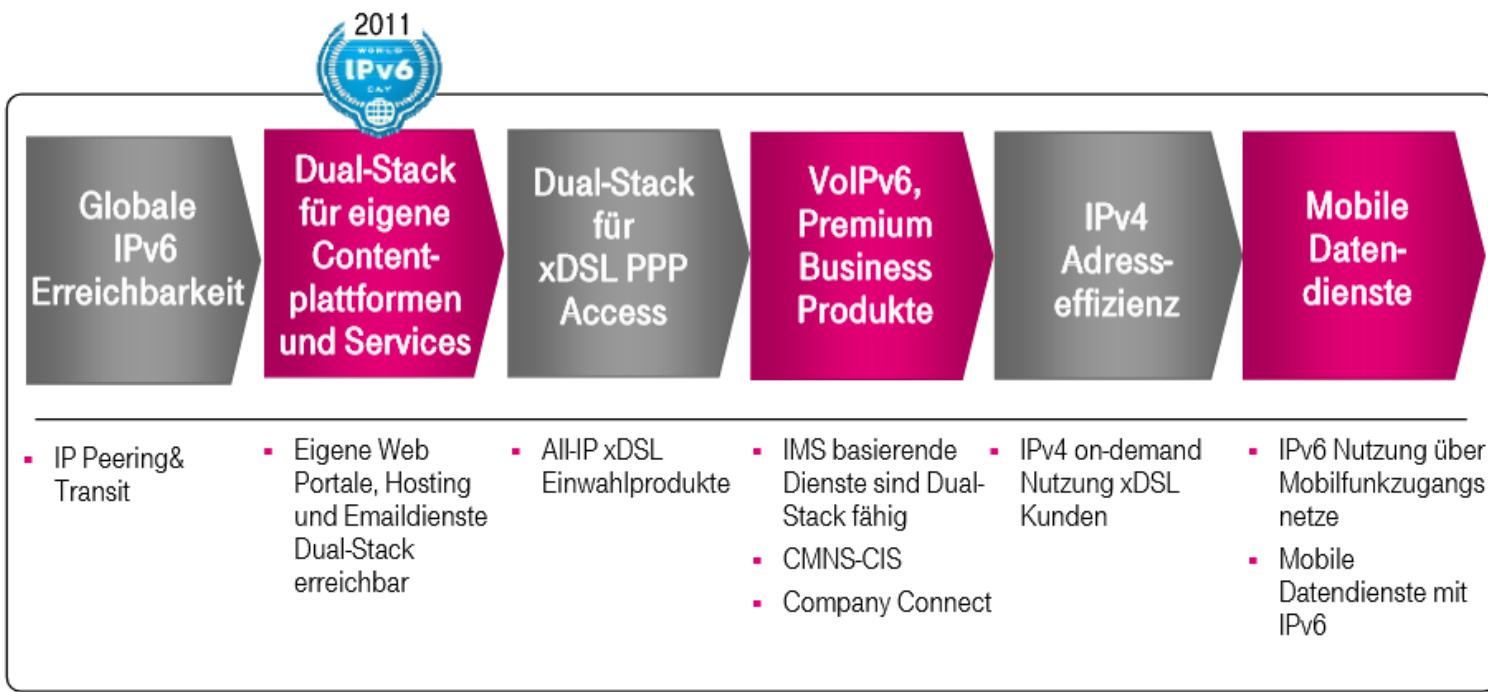 2011
WORLD
IPv6
DAY
Globale
IPv6
Erreichbarkeit
Dual-Stack
für eigene
Content-
plattformen
und Services
Dual-Stack
für
xDSL PPP
Access
VoIPv6,
Premium
Business
Produkte
IPv4
Adress-
effizienz
Mobile
Daten-
dienste
▪ IP Peering&
Transit
▪ Eigene Web
Portale, Hosting
und Emaildienste
Dual-Stack
erreichbar
▪ All-IP xDSL
Einwahlprodukte
▪ IMS basierende
Dienste sind Dual-
Stack fähig
▪ CMNS-CIS
▪ Company Connect
▪ IPv4 on-demand
Nutzung xDSL
Kunden
▪ IPv6 Nutzung über
Mobilfunkzugangs
netze
▪ Mobile
Datendienste mit
IPv6